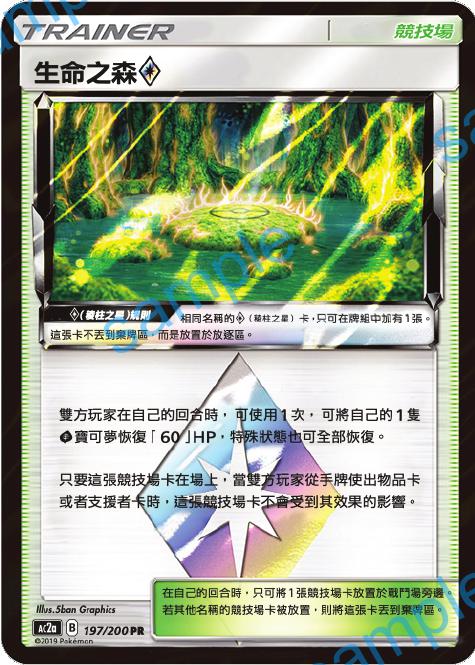 TRAINER 競技場
生命之森◇
◇(稜柱之星)規則 相同名稱的◇(稜柱之星)卡，只可在牌組中加有1張。
這張卡不丟到棄牌區，而是放置於放逐區。
雙方玩家在自己的回合時，可使用1次，可將自己的1隻
寶可夢恢復「60」HP，特殊狀態也可全部恢復。
只要這張競技場卡在場上，當雙方玩家從手牌使出物品卡
或者支援者卡時，這張競技場卡不會受到其效果的影響。
在自己的回合時，只可將1張競技場卡放置於戰鬥場旁邊。
若其他名稱的競技場卡被放置，則將這張卡丟到棄牌區。
Illus.5ban Graphics
AC2a B 197/200 PR
©2019 Pokémon
sample